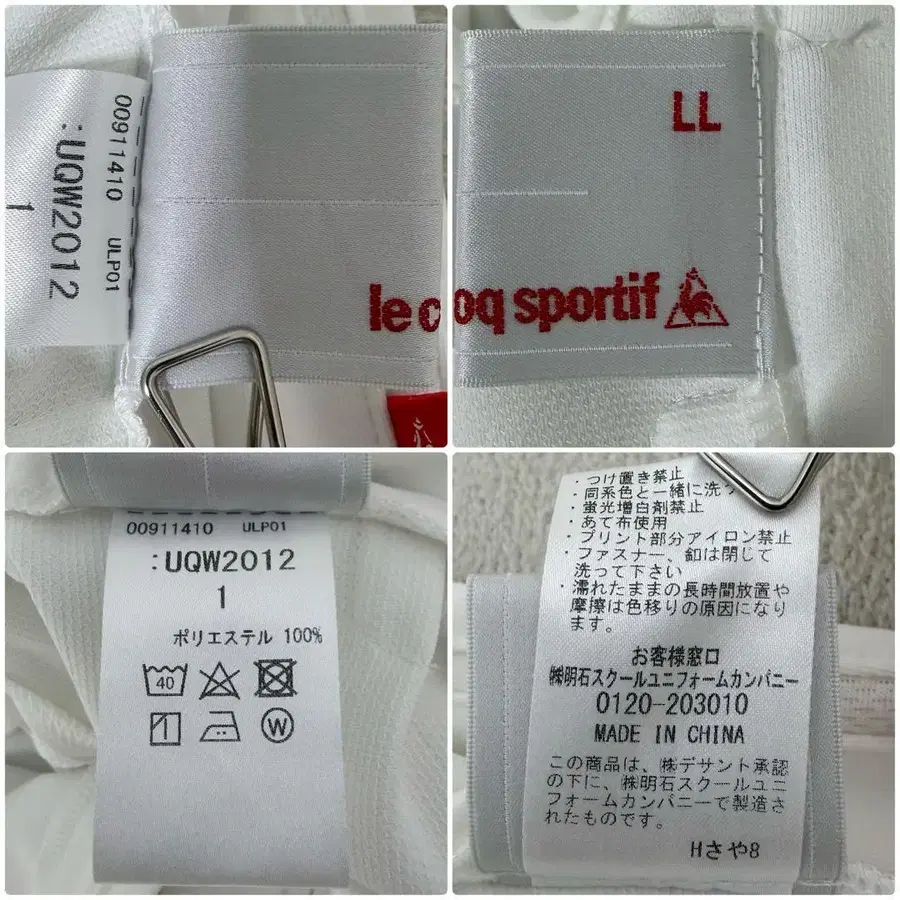 00911410 ULP01
:UQW2012
1
le c
LL
oq sportif
00911410 ULP01
:UQW2012
1
ポリエステル 100%
40
W
・つけ置き禁止
・同系色と一緒に洗う
・蛍光増白剤禁止
・あて布使用
・プリント部分アイロン禁止
・ファスナー、釦は閉じて
洗って下さい
・濡れたままの長時間放置や
摩擦は色移りの原因になり
ます。
お客様窓口
㈱明石スクールユニフォームカンパニー
0120-203010
MADE IN CHINA
この商品は、㈱デサント承認
の下に、㈱明石スクールユニ
フォームカンパニーで製造さ
れたものです。
Hさや8